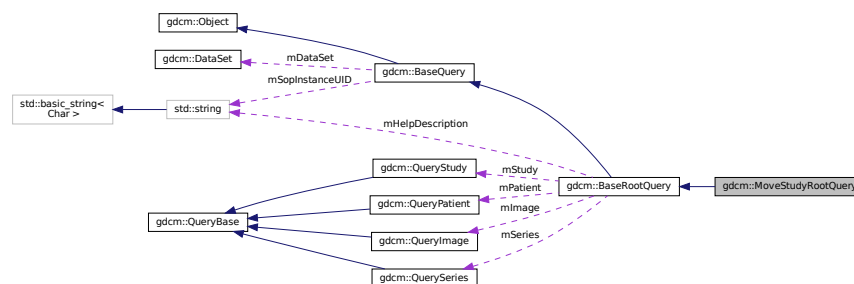 gdcm::Object
gdcm::DataSet
mDataSet
gdcm::BaseQuery
mSopInstanceUID
std::basic_string<
Char >
std::string
mHelpDescription
gdcm::QueryStudy
mStudy
gdcm::BaseRootQuery
gdcm::MoveStudyRootQuery
mPatient
gdcm::QueryPatient
mImage
gdcm::QueryBase
mSeries
gdcm::QueryImage
gdcm::QuerySeries